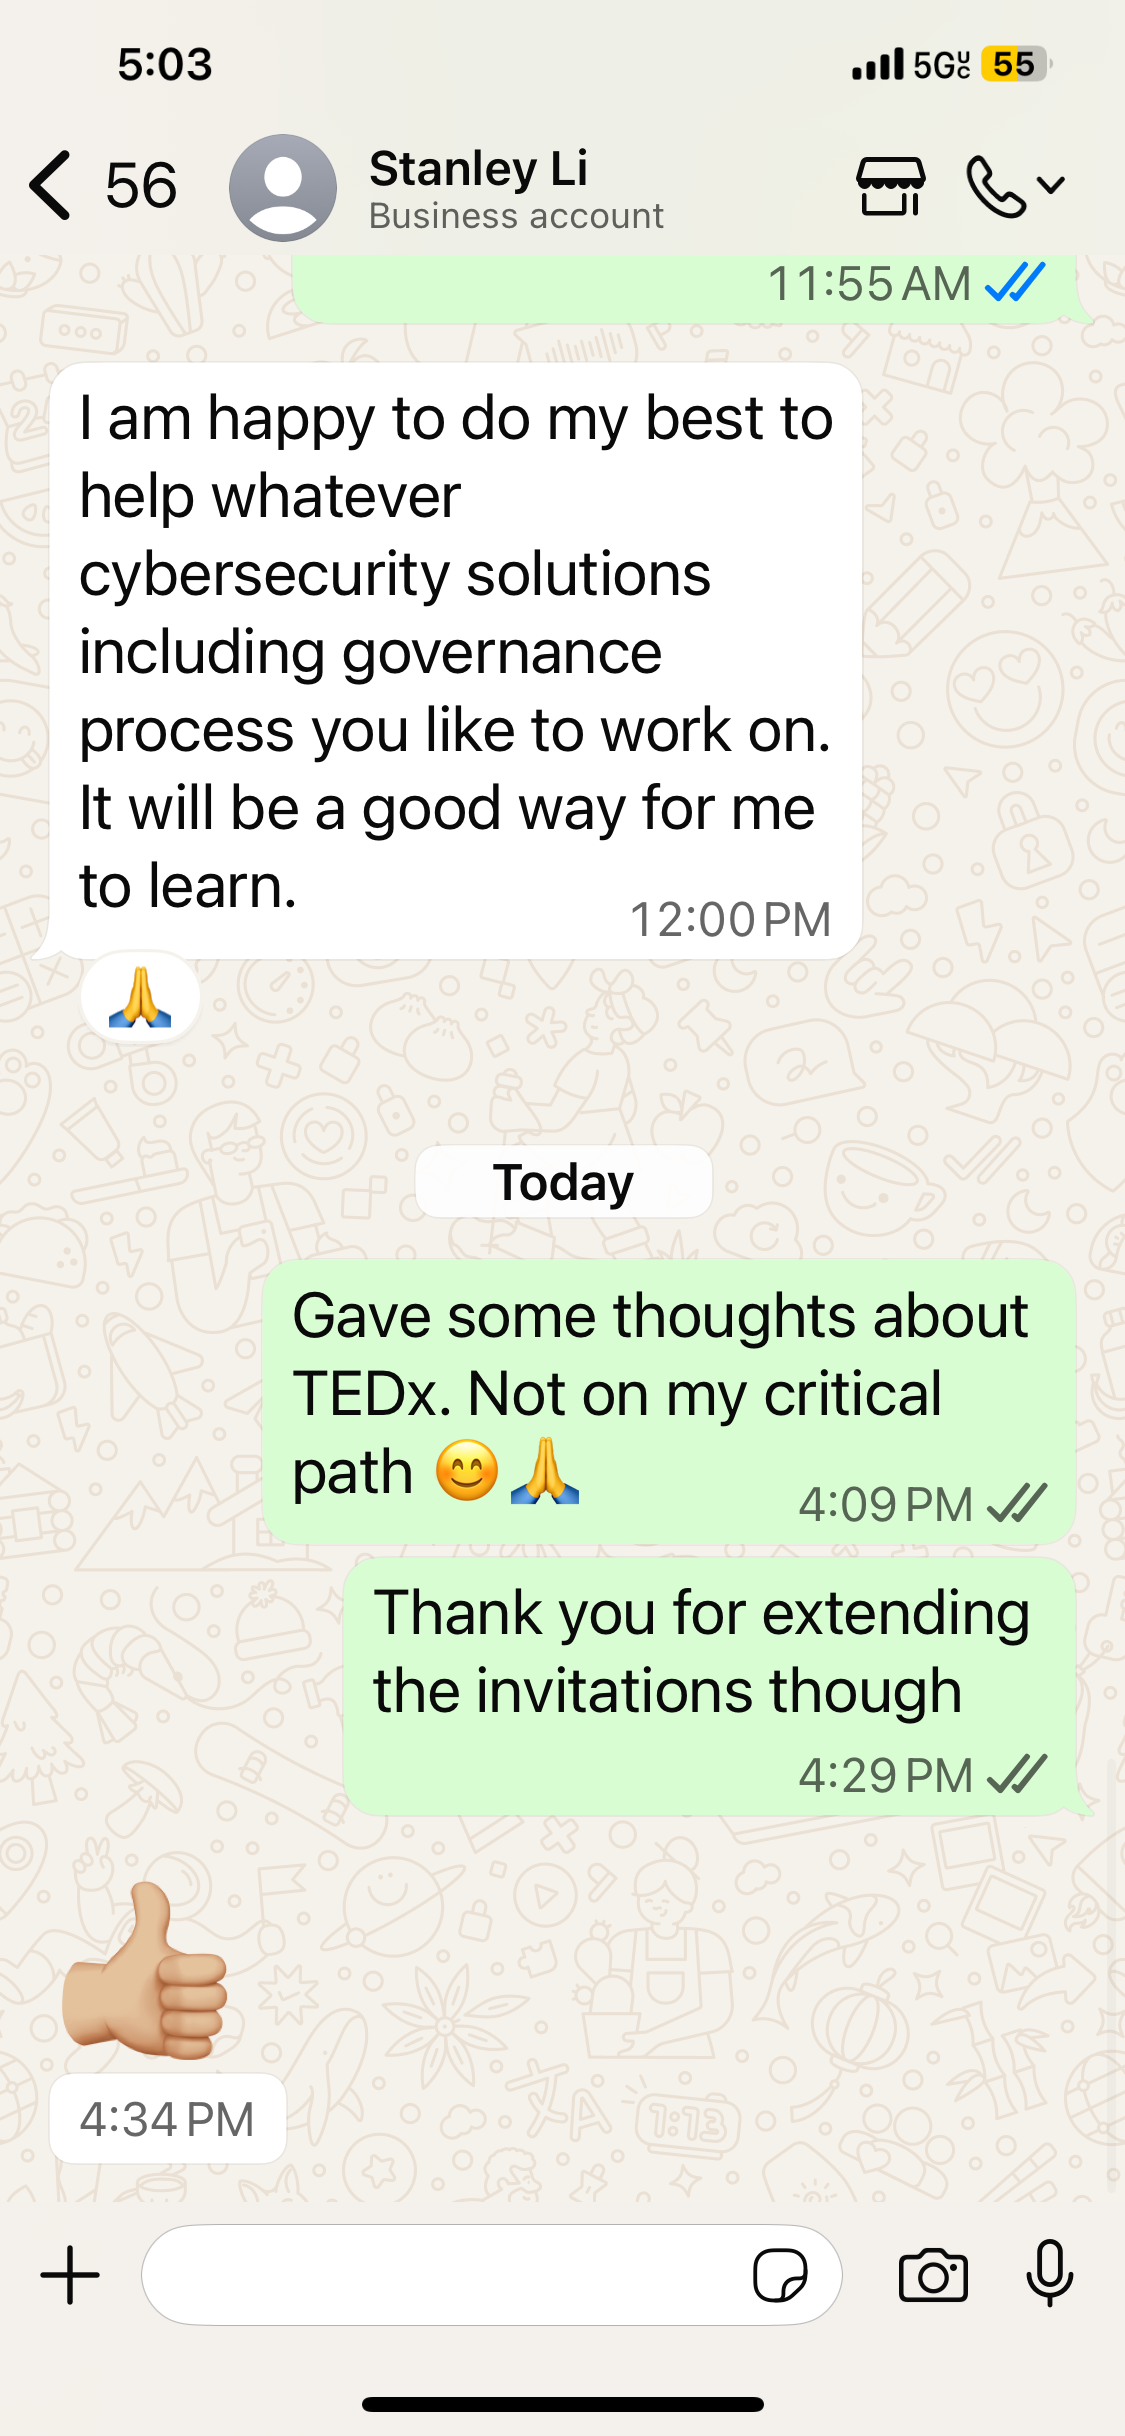 5:03
5G UC 55
56
Stanley Li
Business account
11:55 AM
I am happy to do my best to
help whatever
cybersecurity solutions
including governance
process you like to work on.
It will be a good way for me
to learn.
12:00 PM
🙏
Today
Gave some thoughts about
TEDx. Not on my critical
path 😊🙏
4:09 PM
Thank you for extending
the invitations though
4:29 PM
👍🏼
4:34 PM